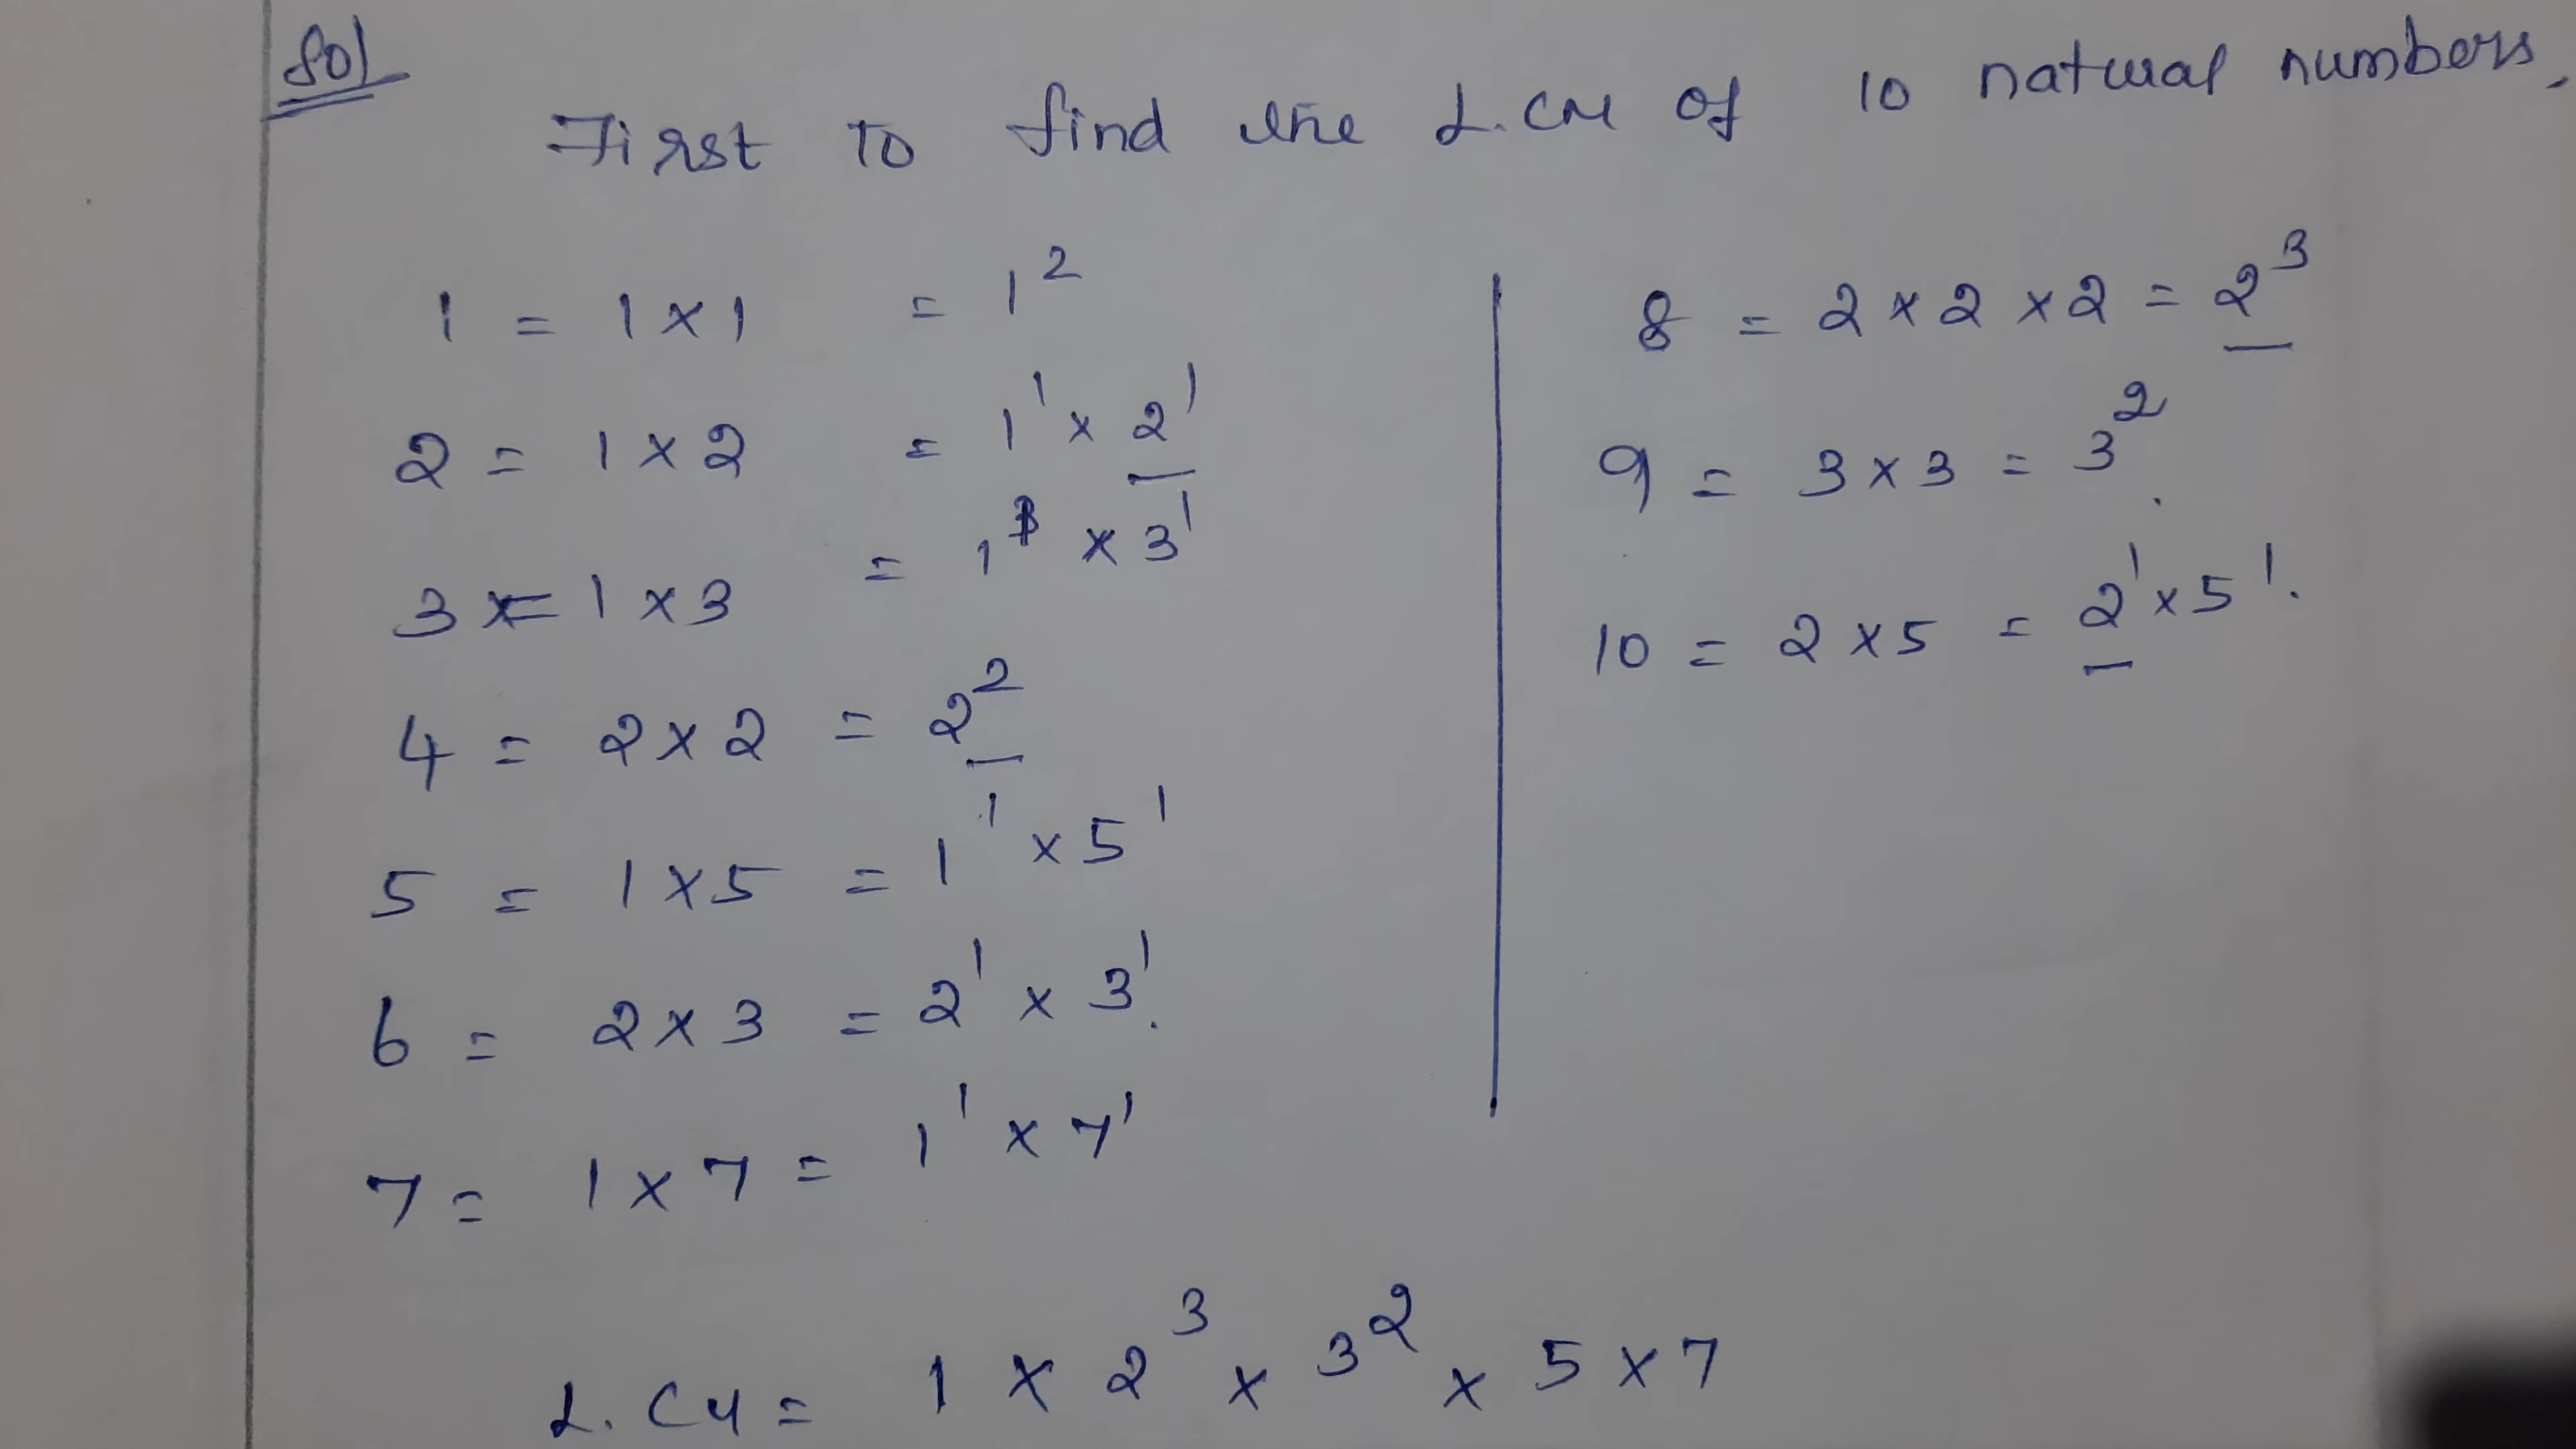 Sol
First to find the L.CM of 10 natural numbers.
1 = 1 × 1 = 1²
2 = 1 × 2 = 1¹ × 2¹
3 = 1 × 3 = 1¹ × 3¹
4 = 2 × 2 = 2²
5 = 1 × 5 = 1¹ × 5¹
6 = 2 × 3 = 2¹ × 3¹.
7 = 1 × 7 = 1¹ × 7¹
8 = 2 × 2 × 2 = 2³
9 = 3 × 3 = 3².
10 = 2 × 5 = 2¹ × 5¹.
L.CM = 1 × 2³ × 3² × 5 × 7